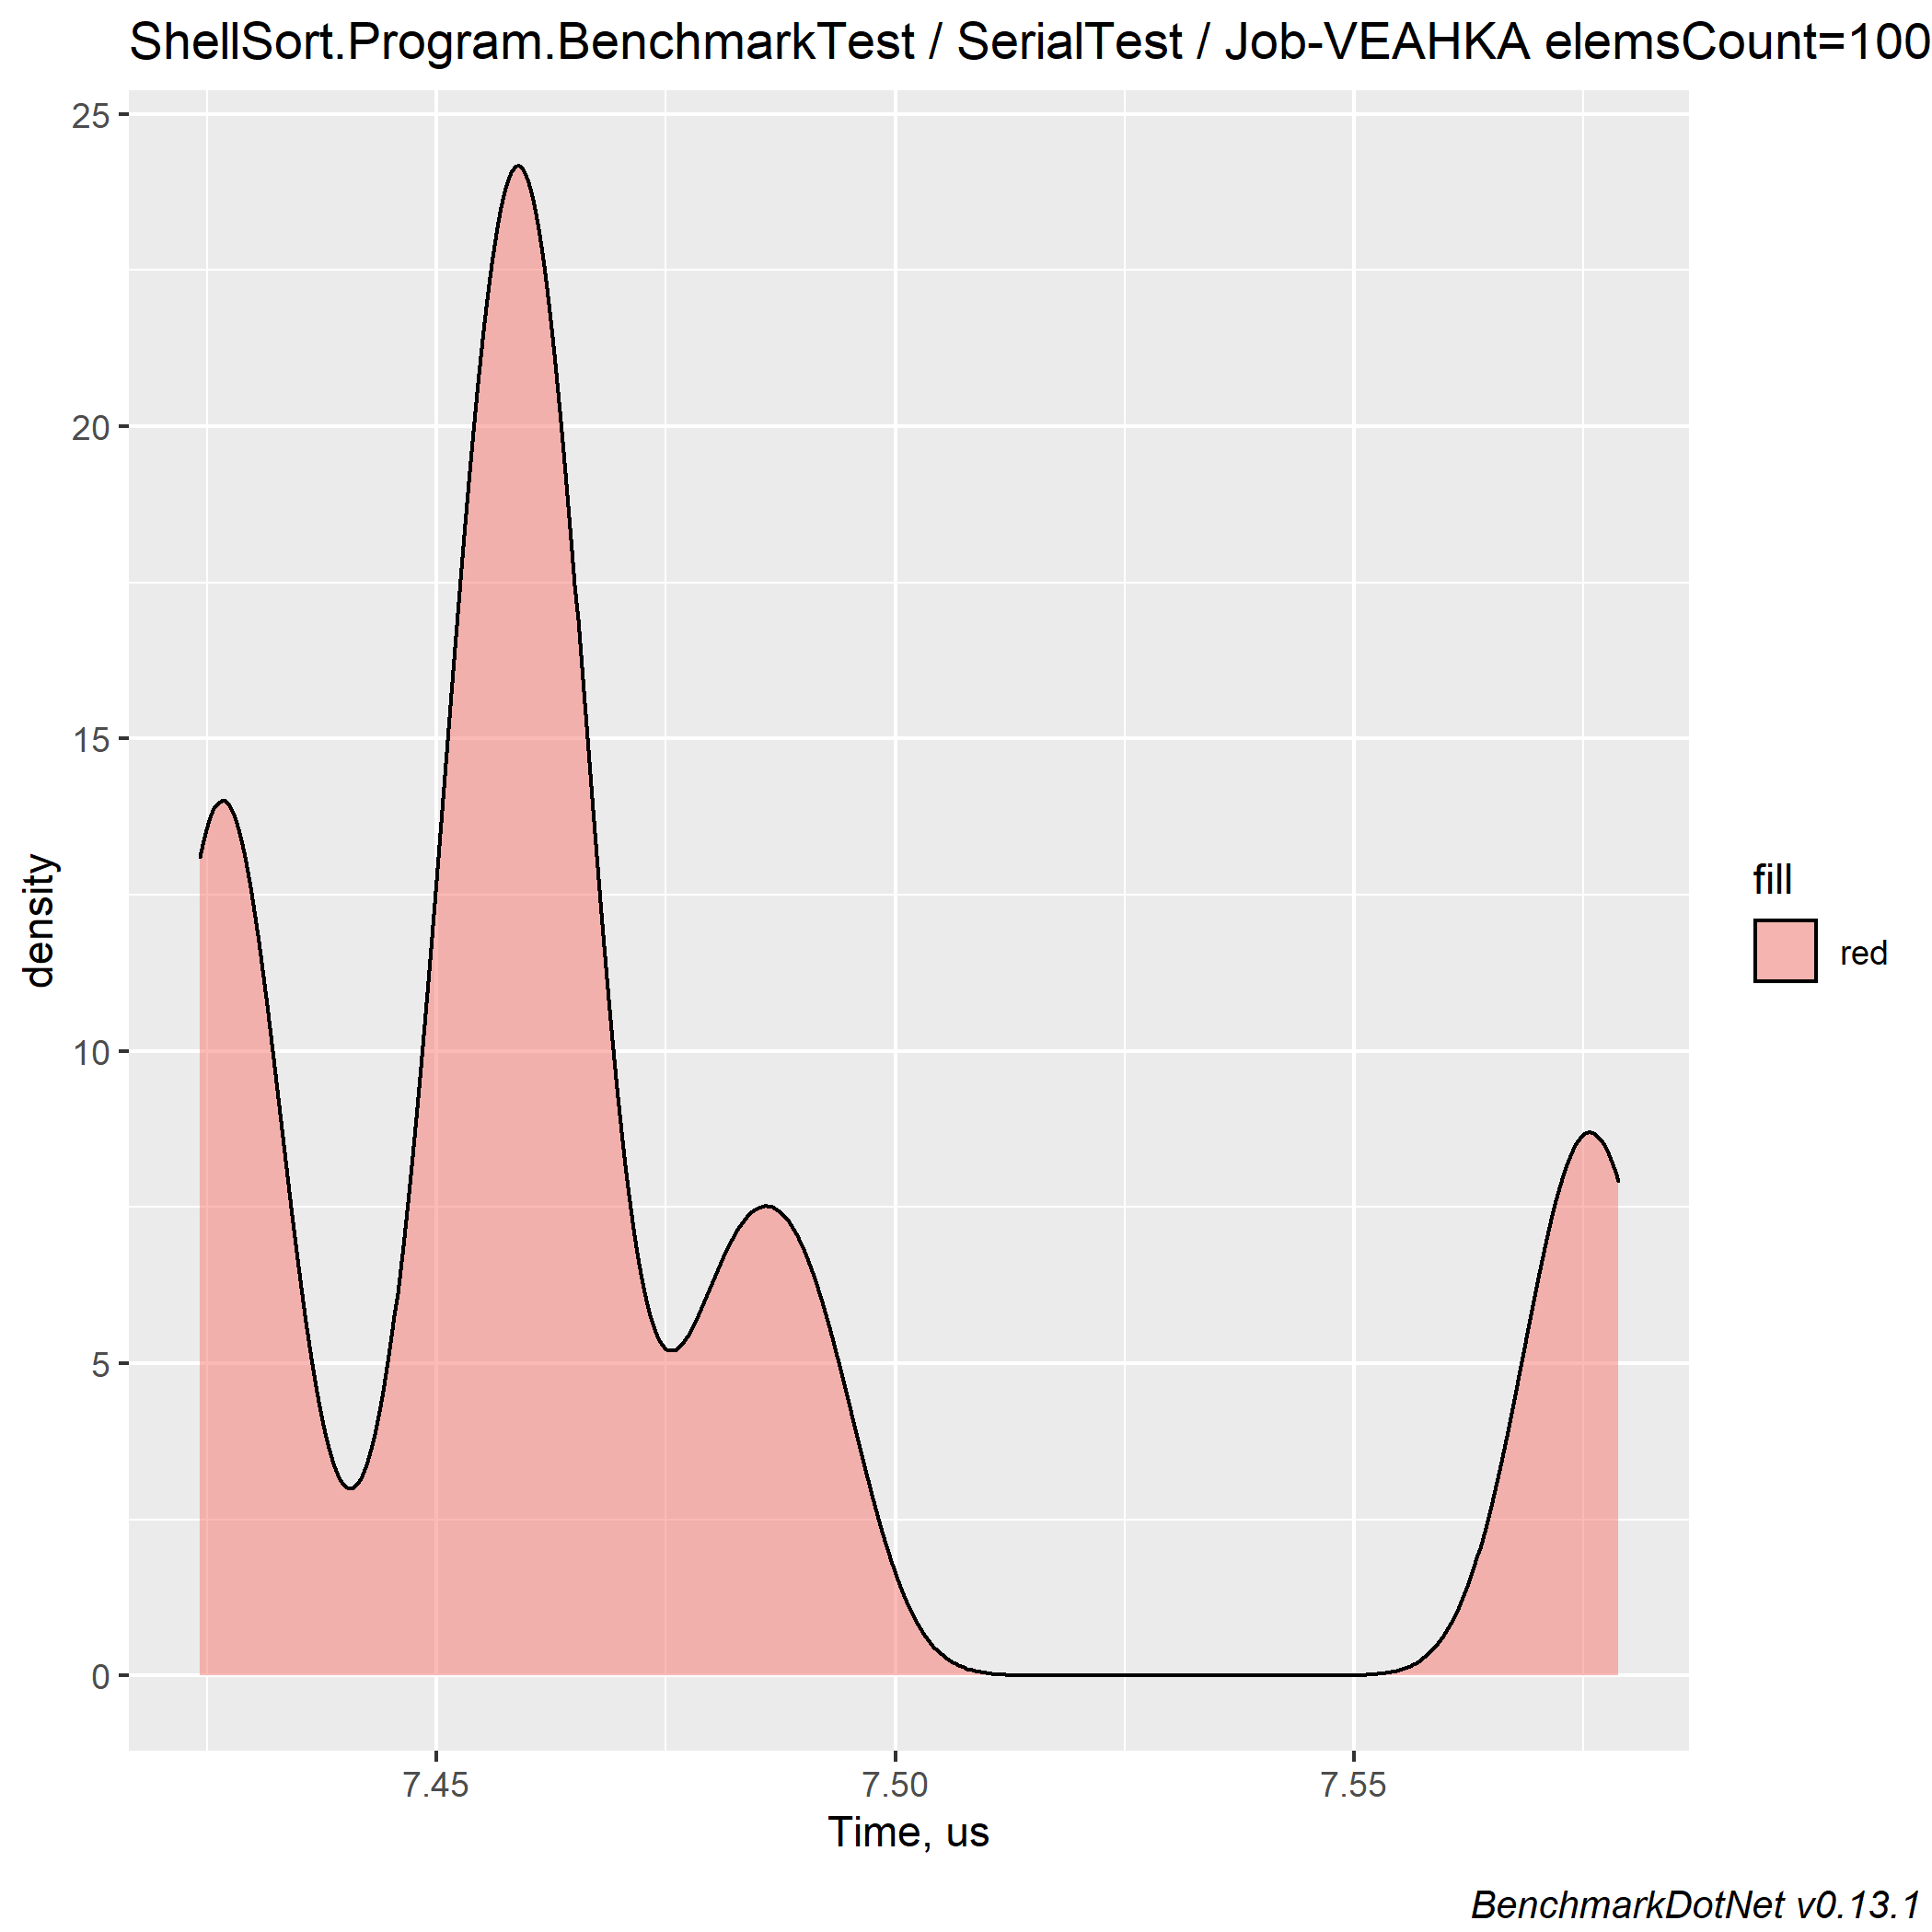 ShellSort.Program.BenchmarkTest / SerialTest / Job-VEAHKA elemsCount=100
25
20
15
10
5
0
density
7.45 7.50 7.55
Time, us
fill
red
BenchmarkDotNet v0.13.1